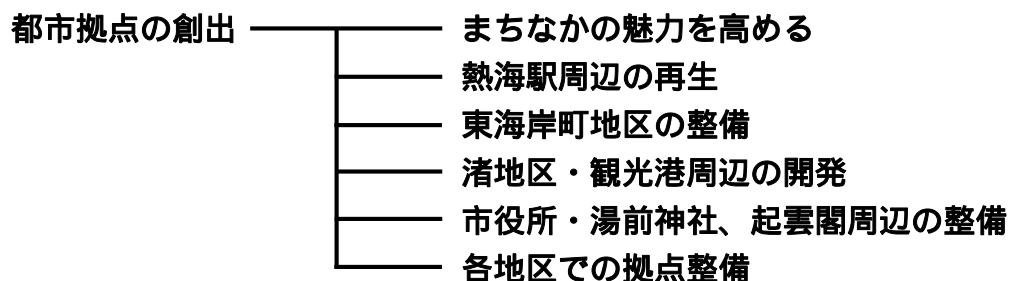 都市拠点の創出
まちなかの魅力を高める
熱海駅周辺の再生
東海岸町地区の整備
渚地区・観光港周辺の開発
市役所・湯前神社、起雲閣周辺の整備
各地区での拠点整備